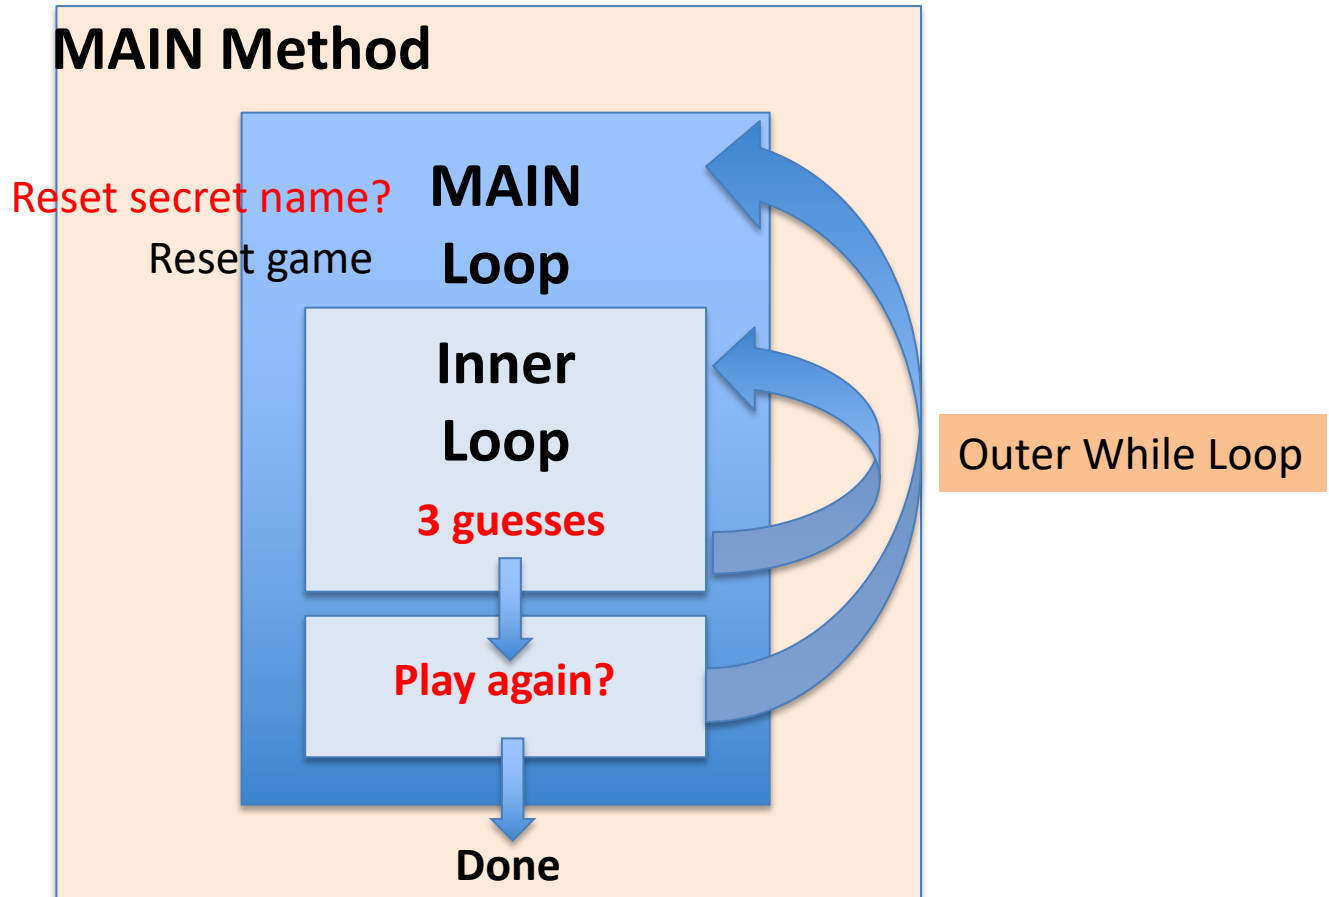 MAIN Method
Reset secret name?
Reset game
MAIN
Loop
Inner
Loop
3 guesses
Outer While Loop
Play again?
Done